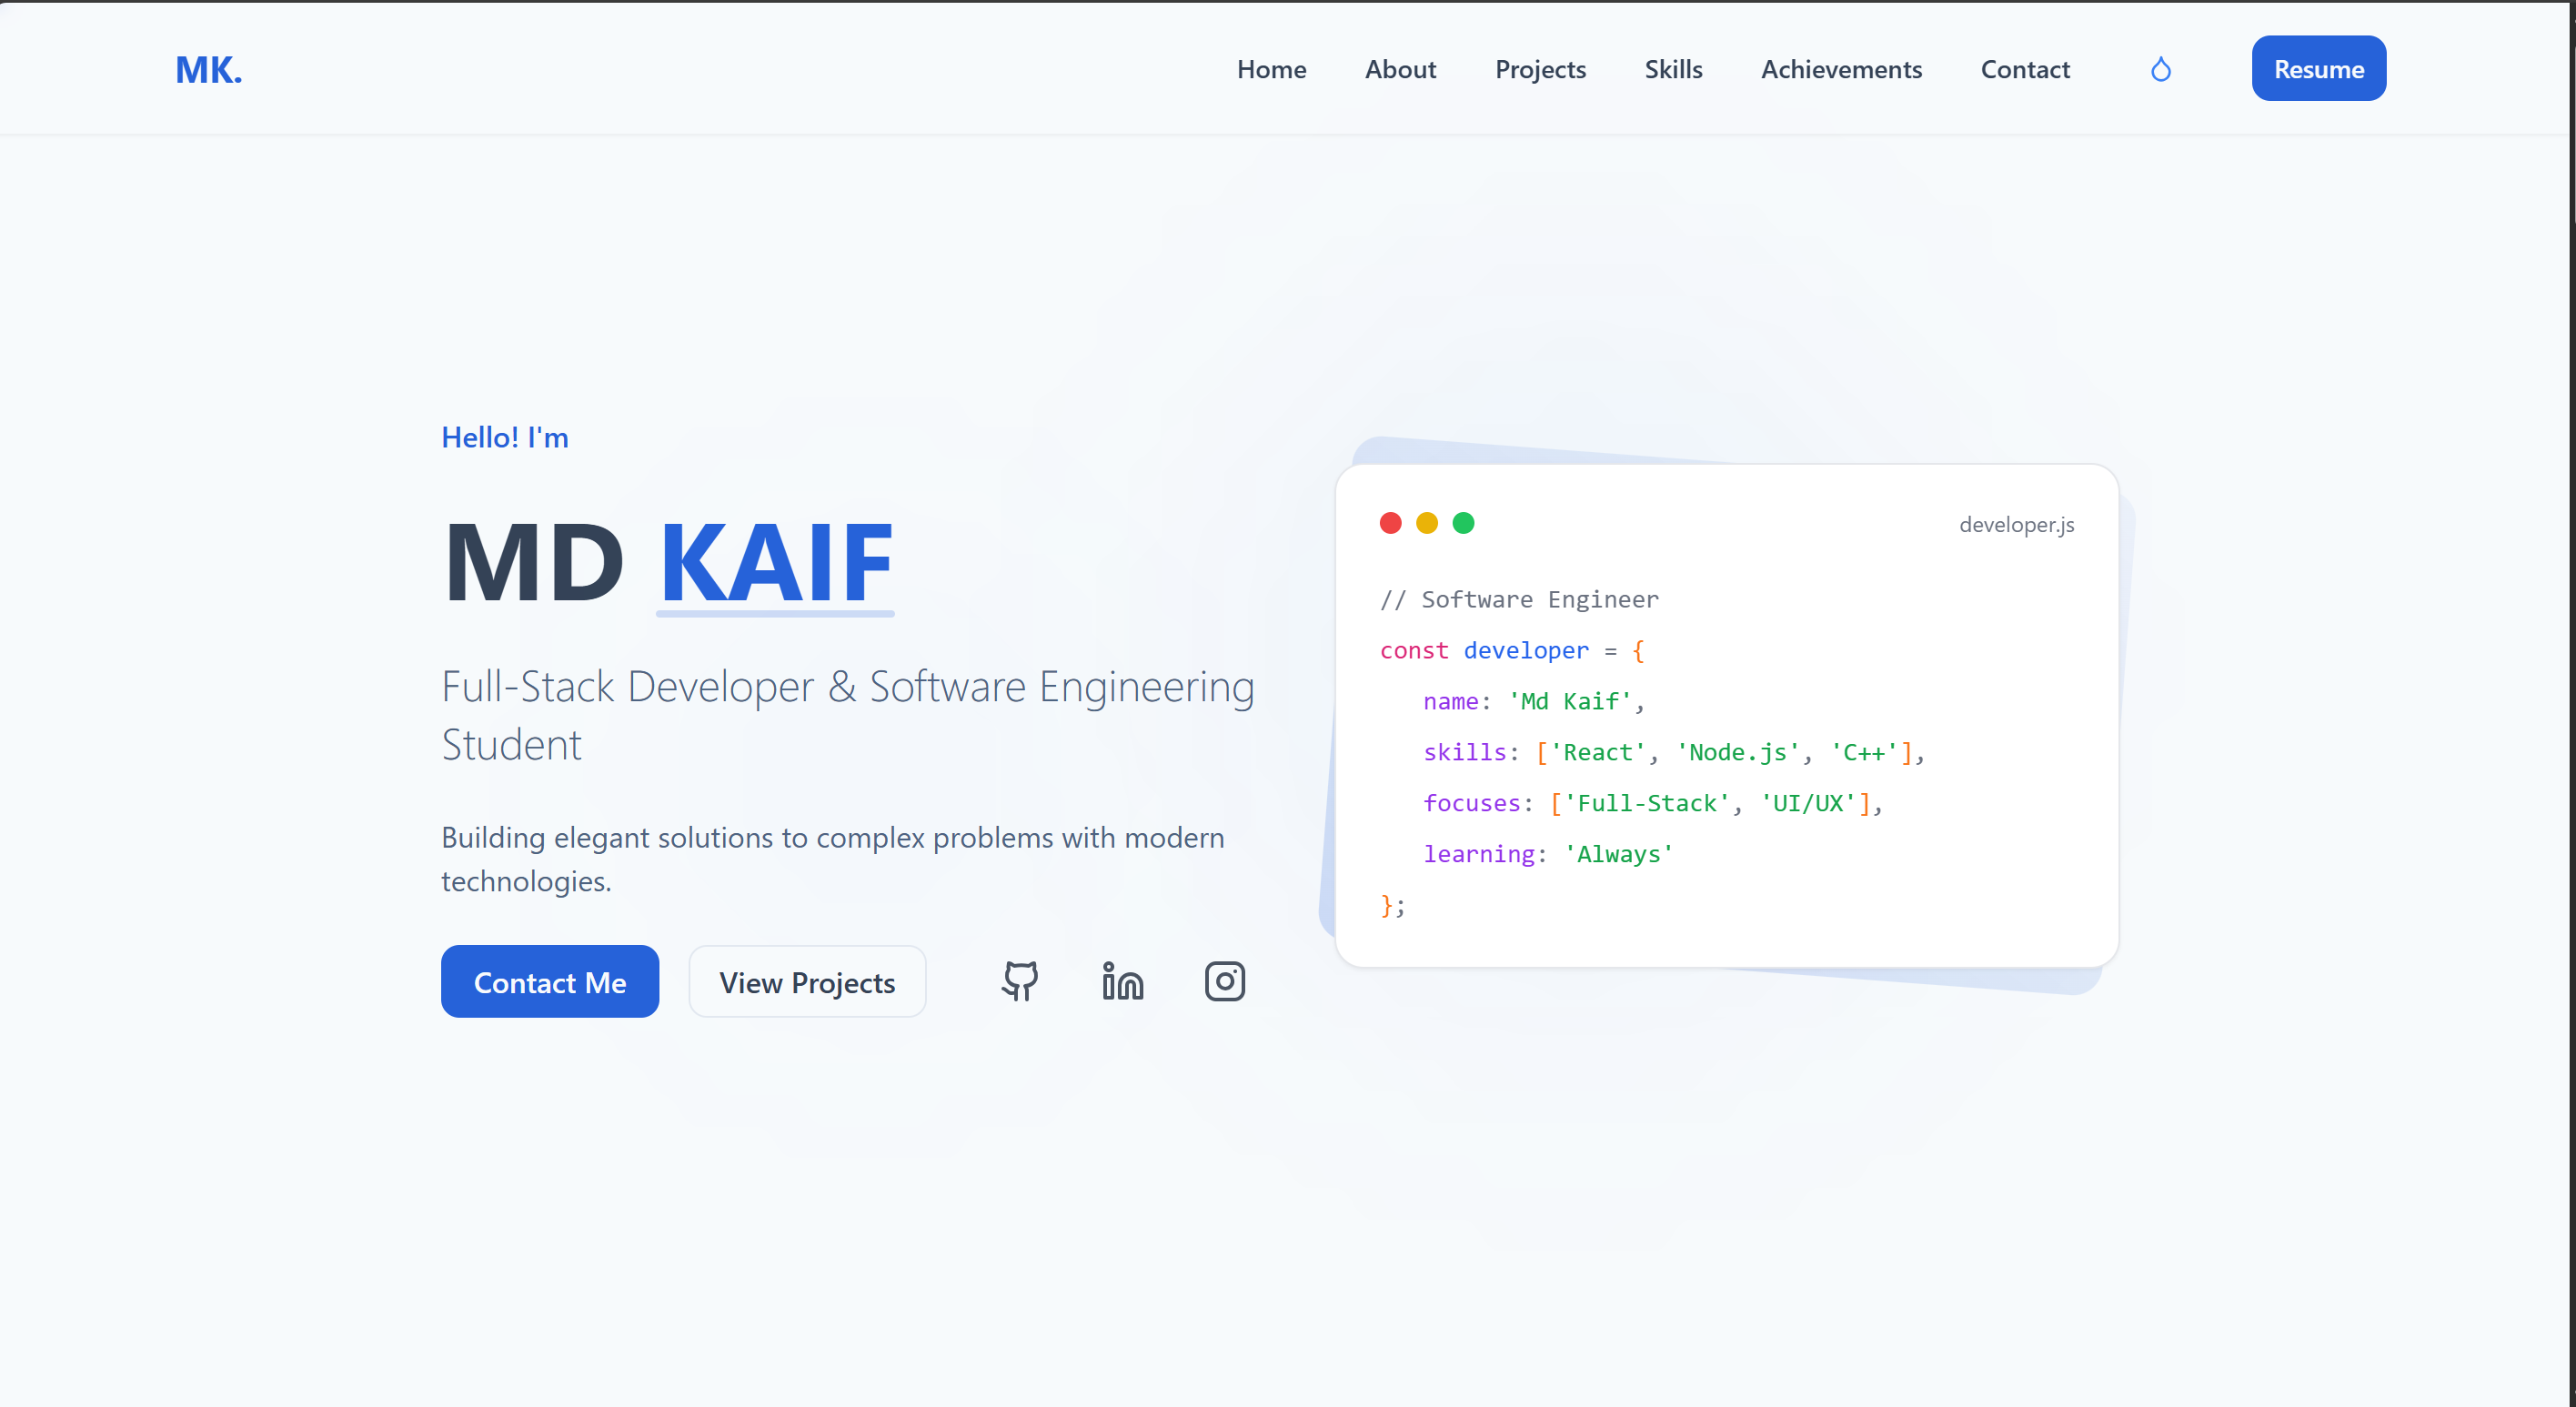 MK.
Home About Projects Skills Achievements Contact Resume
Hello! I'm
MD KAIF
Full-Stack Developer & Software Engineering
Student
Building elegant solutions to complex problems with modern
technologies.
Contact Me View Projects
developer.js
// Software Engineer
const developer = {
name: 'Md Kaif',
skills: ['React', 'Node.js', 'C++'],
focuses: ['Full-Stack', 'UI/UX'],
learning: 'Always'
};